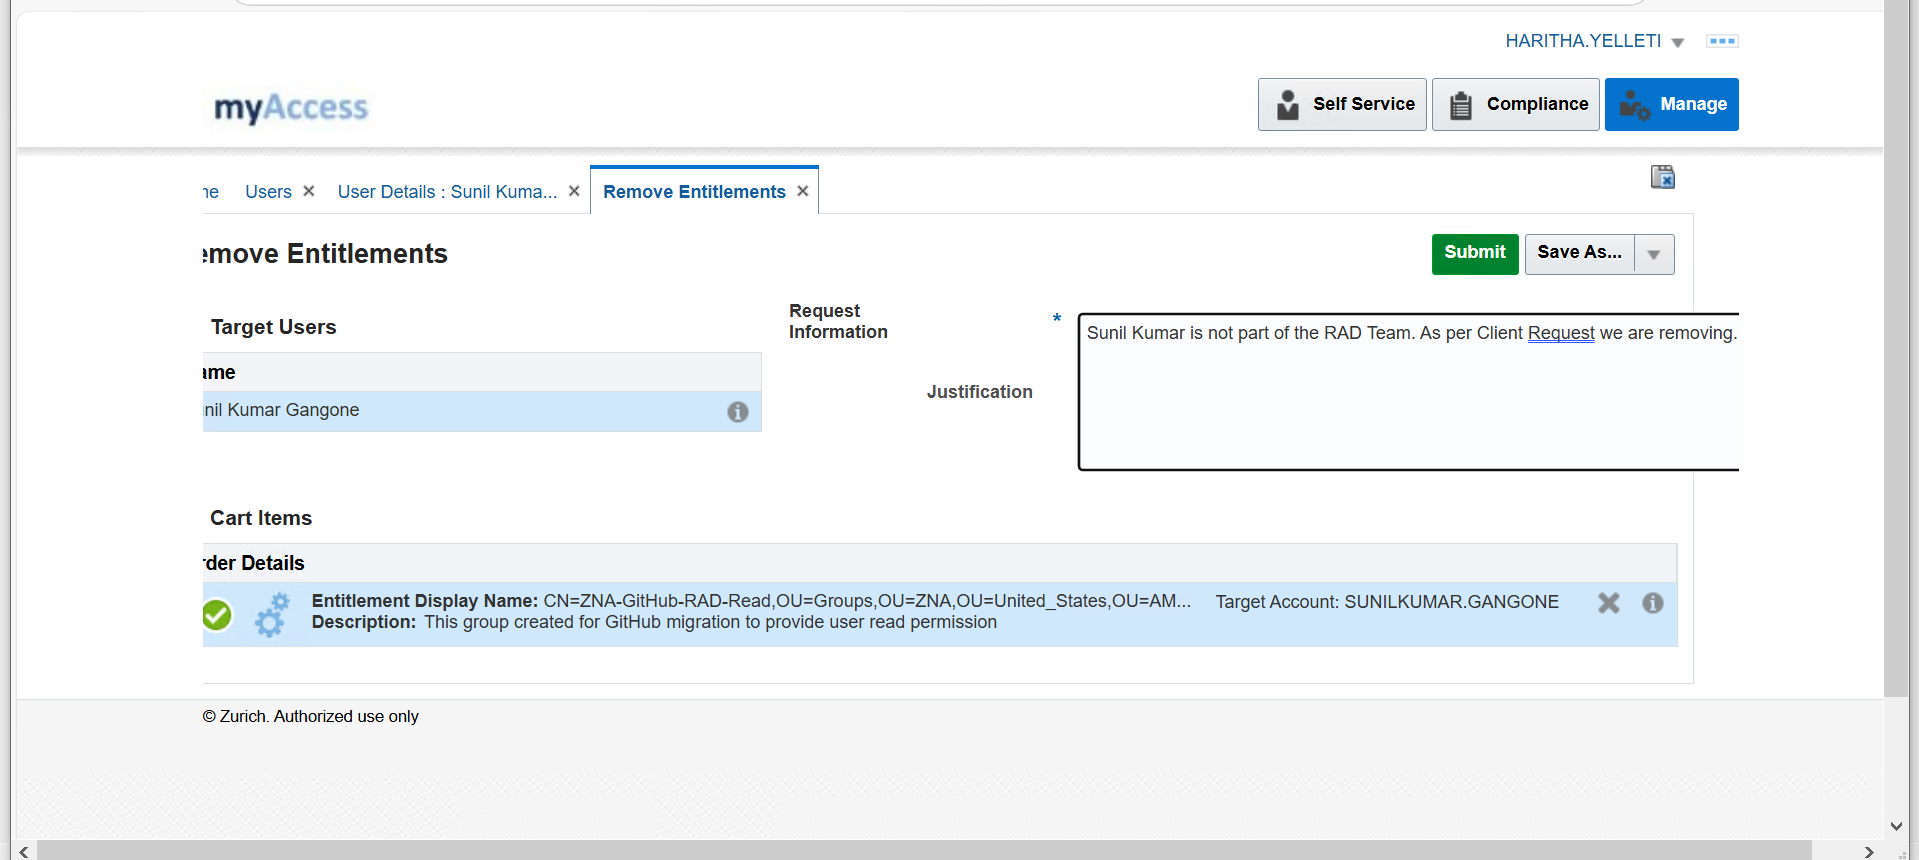 HARITHA.YELLETI
myAccess
Self Service
Compliance
Manage
ne
Users
User Details : Sunil Kuma...
Remove Entitlements
emove Entitlements
Submit
Save As...
Target Users
Request
Information
*
Sunil Kumar is not part of the RAD Team. As per Client Request we are removing.
ame
nil Kumar Gangone
Justification
Cart Items
rder Details
Entitlement Display Name: CN=ZNA-GitHub-RAD-Read,OU=Groups,OU=ZNA,OU=United_States,OU=AM...
Target Account: SUNILKUMAR.GANGONE
Description: This group created for GitHub migration to provide user read permission
© Zurich. Authorized use only